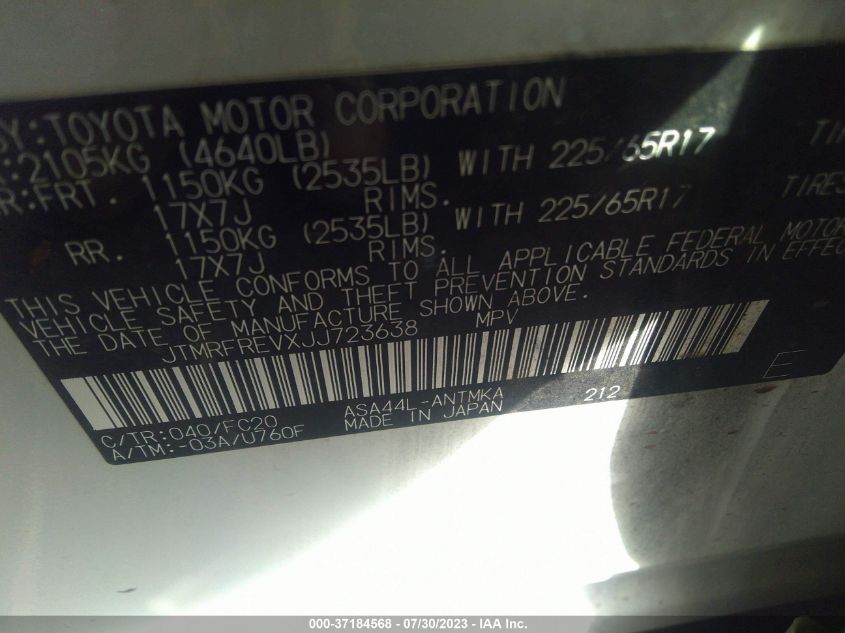 BY:TOYOTA MOTOR CORPORATION
:2105KG (4640LB)
R:FRT. 1150KG (2535LB) WITH 225/65R17
17X7J RIMS.
RR. 1150KG (2535LB) WITH 225/65R17 TIRES
17X7J RIMS.
THIS VEHICLE CONFORMS TO ALL APPLICABLE FEDERAL MOTOR
VEHICLE SAFETY AND THEFT PREVENTION STANDARDS IN EFFEC
THE DATE OF MANUFACTURE SHOWN ABOVE.
JTMRFREVXJJ723638 MPV
C/TR:040/FC20 ASA44L-ANTMKA 212 E
A/TM:-03A/U760F MADE IN JAPAN
000-37184568 / 07/30/2023 - IAA Inc.